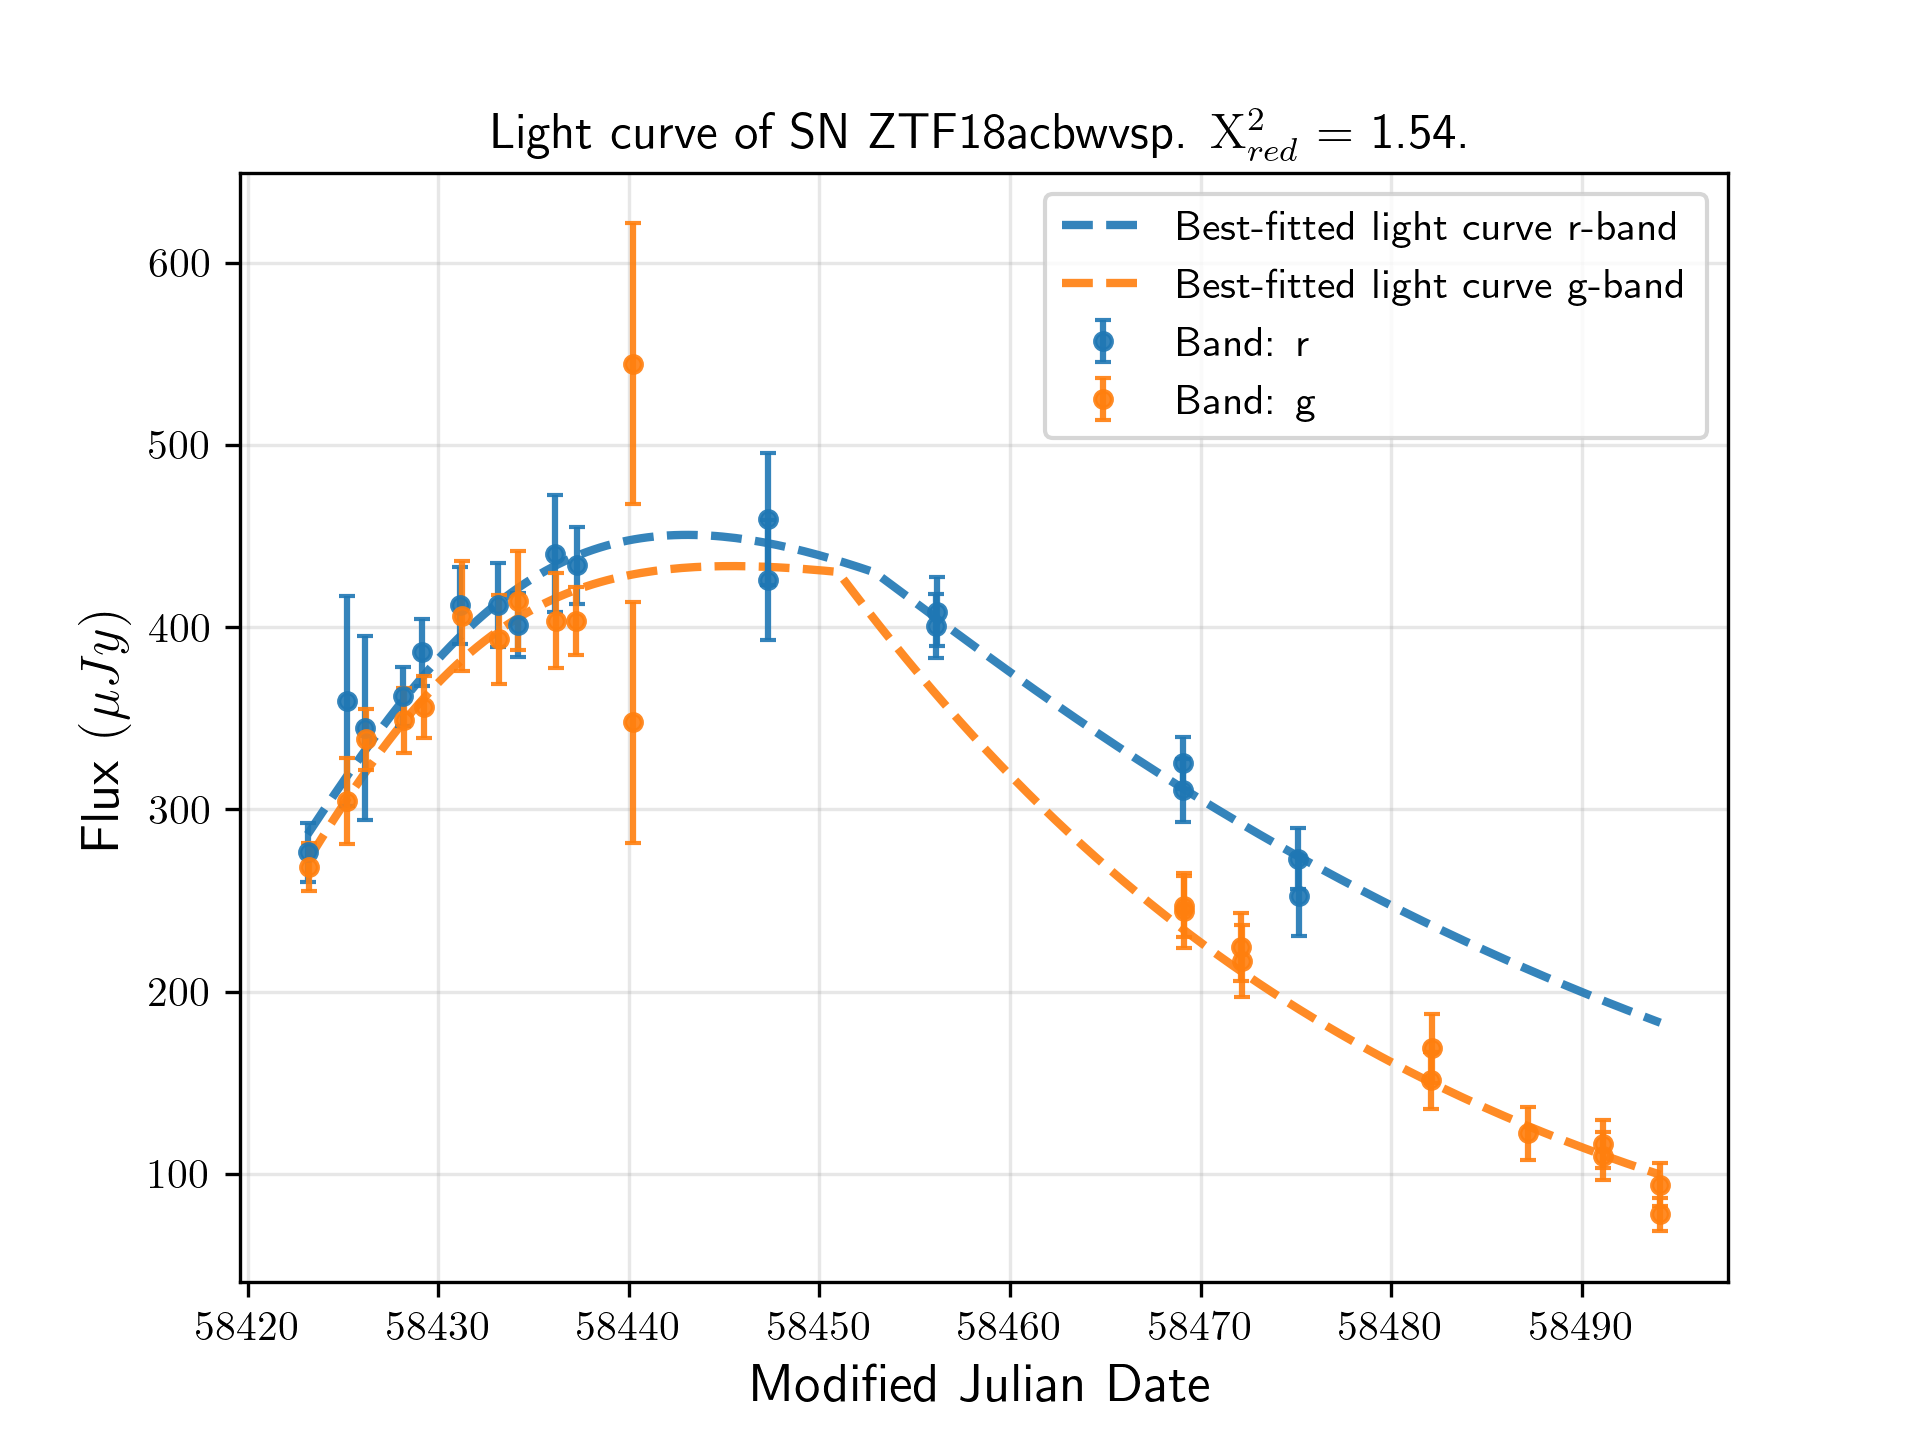 Light curve of SN ZTF18acbwvsp. X²red = 1.54.
Best-fitted light curve r-band
Best-fitted light curve g-band
Band: r
Band: g
600
500
400
300
200
100
Flux (μJy)
58420 58430 58440 58450 58460 58470 58480 58490
Modified Julian Date